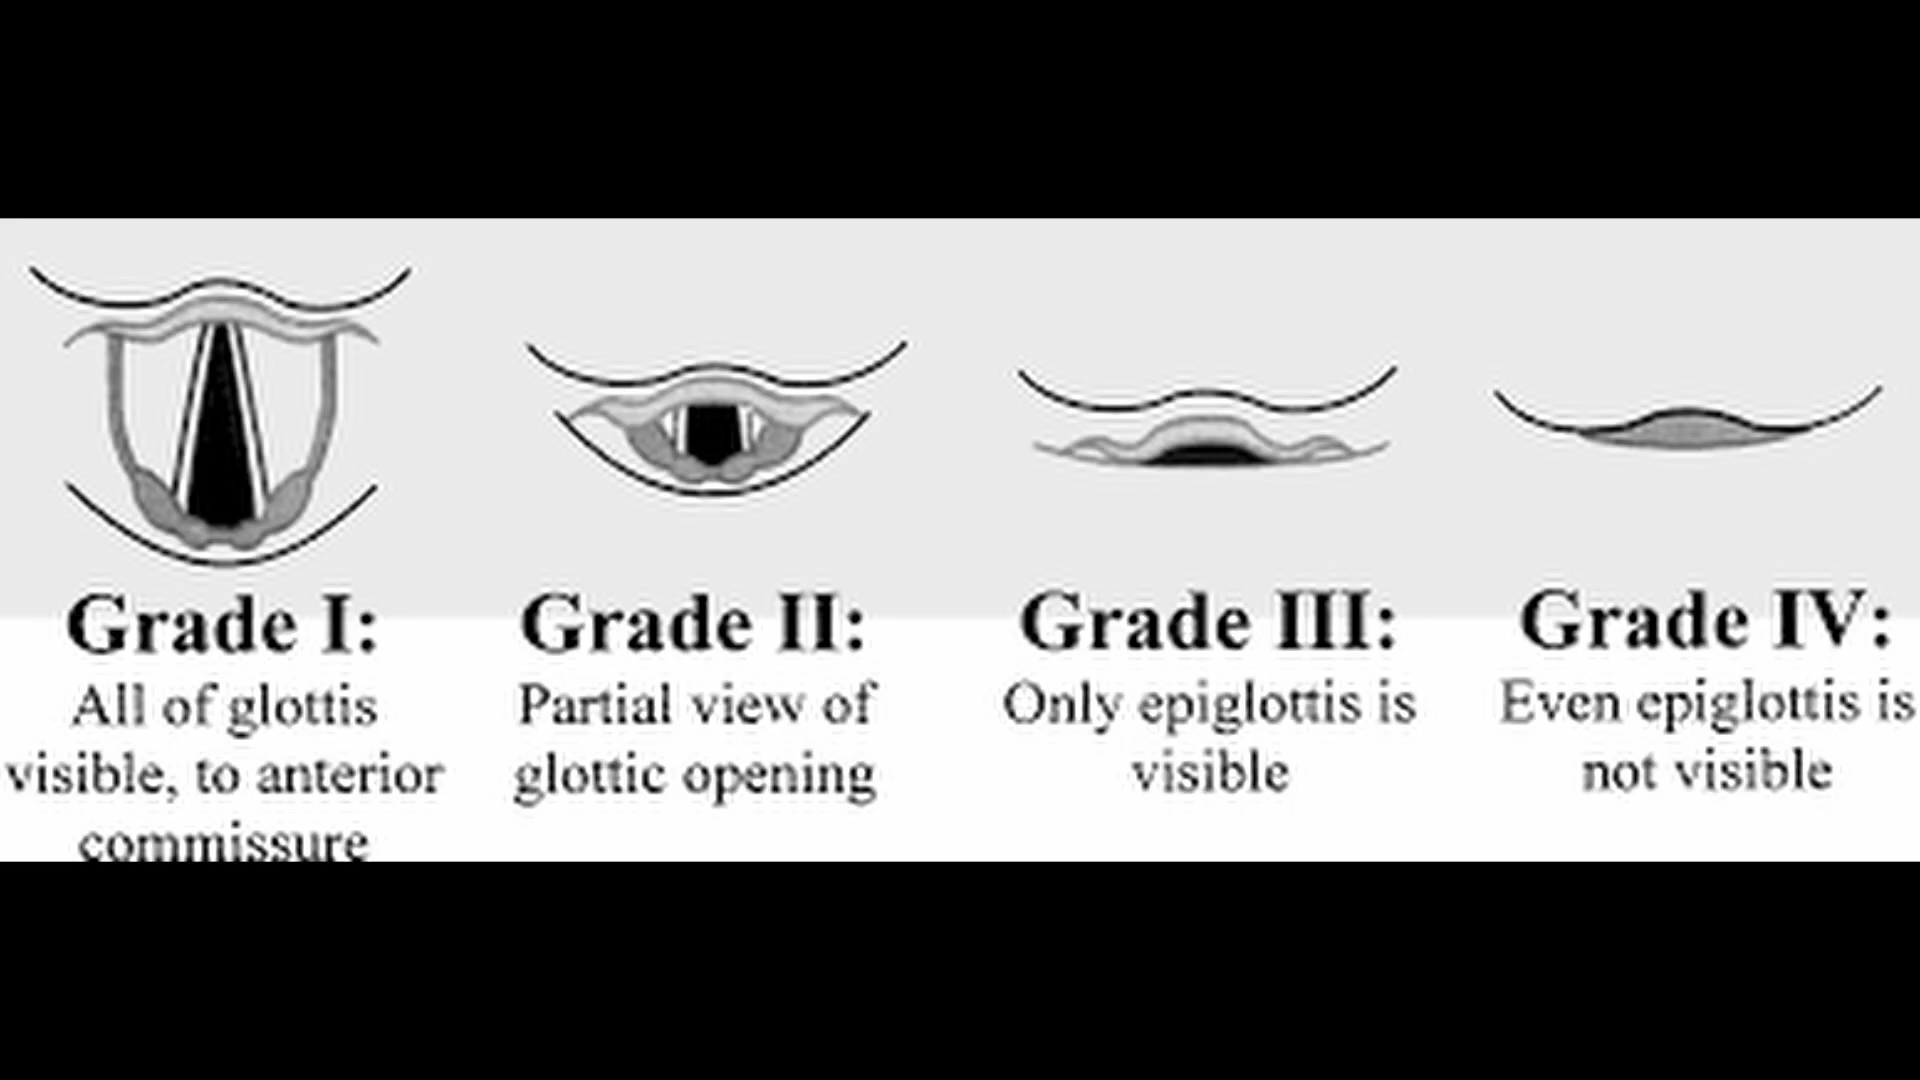 Grade I:
All of glottis
visible, to anterior
commissure
Grade II:
Partial view of
glottic opening
Grade III:
Only epiglottis is
visible
Grade IV:
Even epiglottis is
not visible